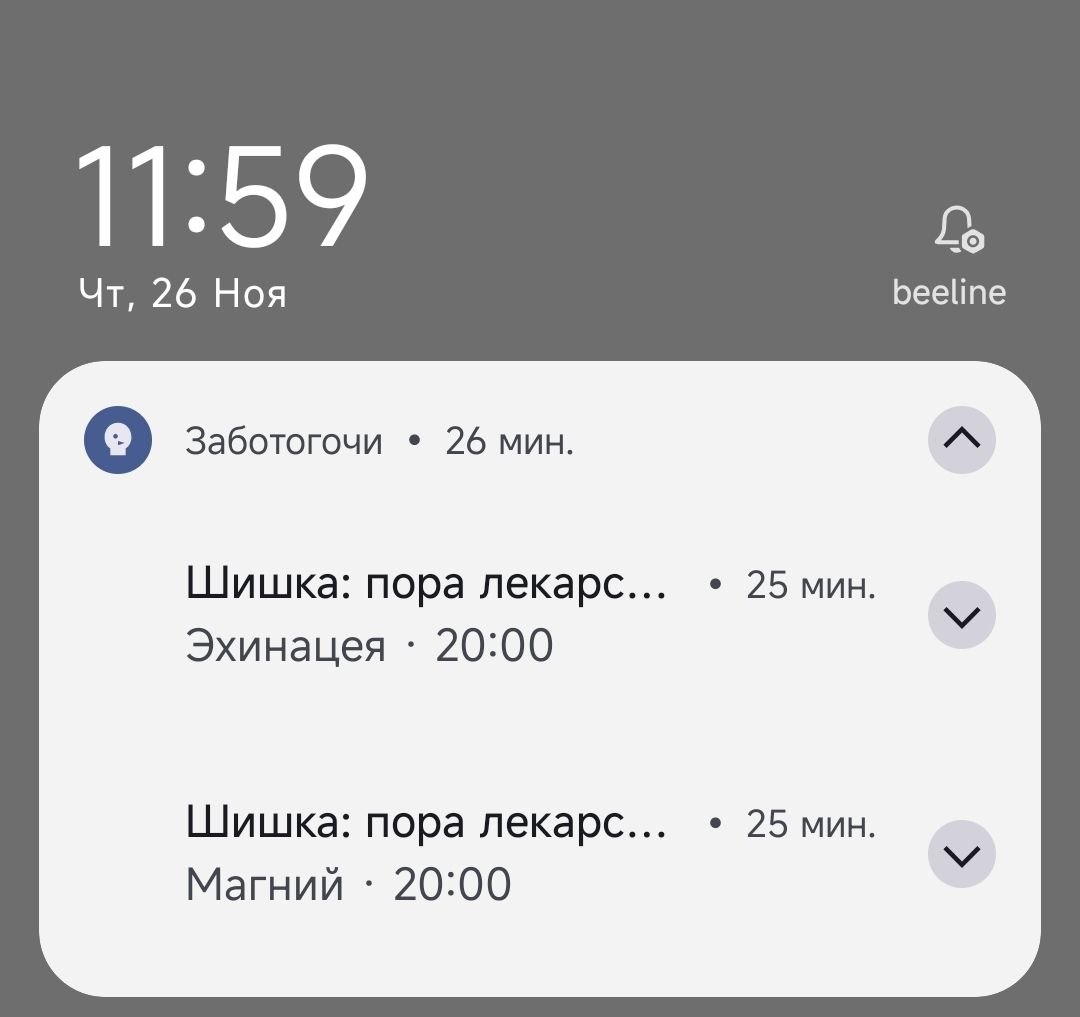 11:59
Чт, 26 Ноя
beeline
Заботогочи • 26 мин.
Шишка: пора лекарс... • 25 мин.
Эхинацея · 20:00
Шишка: пора лекарс... • 25 мин.
Магний · 20:00